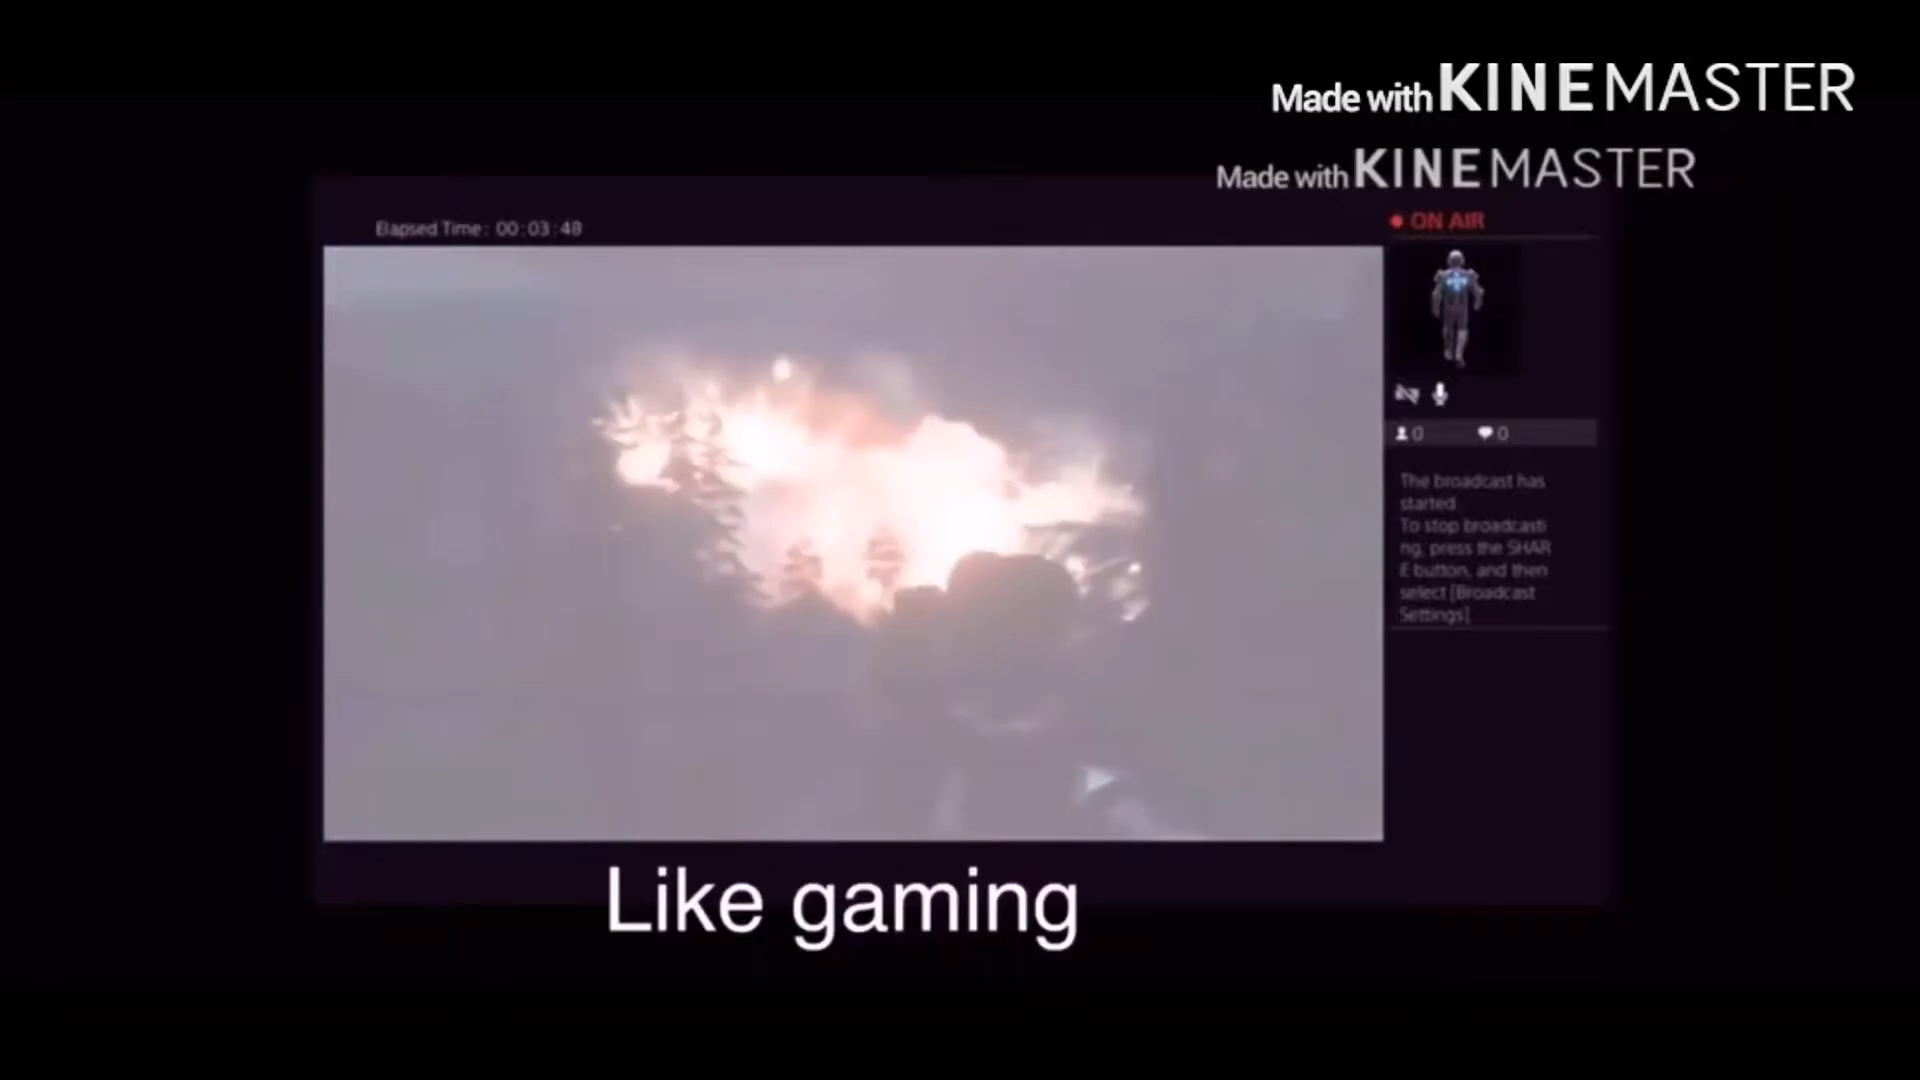 Made with KINEMASTER
Made with KINEMASTER
Elapsed Time: 00:03:48
ON AIR
0 0
The broadcast has
started.
To stop broadcasti
ng, press the SHAR
E button, and then
select [Broadcast
Settings].
Like gaming